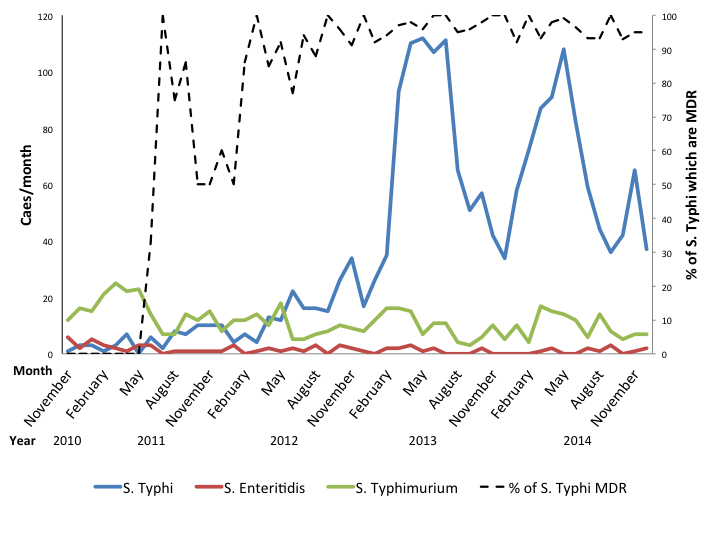 120
100
80
60
40
20
0
Caes/month
100
90
80
70
60
50
40
30
20
10
0
% of S. Typhi which are MDR
Month
November
February
May
August
November
February
May
August
November
February
May
August
November
February
May
August
November
Year 2010 2011 2012 2013 2014
S. Typhi S. Enteritidis S. Typhimurium % of S. Typhi MDR